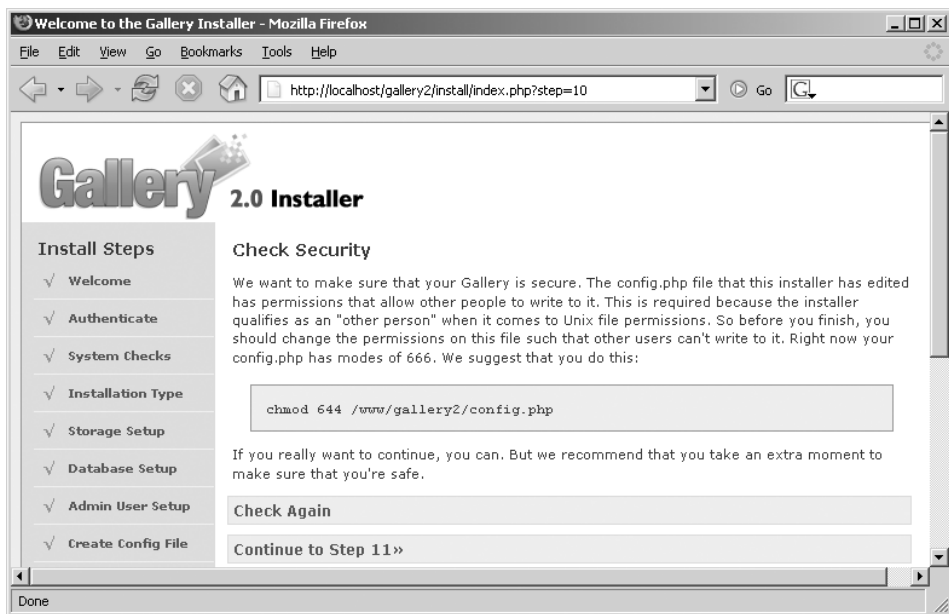 Welcome to the Gallery Installer - Mozilla Firefox
File Edit View Go Bookmarks Tools Help
http://localhost/gallery2/install/index.php?step=10
Go
G
Gallery
2.0 Installer
Install Steps
√ Welcome
√ Authenticate
√ System Checks
√ Installation Type
√ Storage Setup
√ Database Setup
√ Admin User Setup
√ Create Config File
Check Security
We want to make sure that your Gallery is secure. The config.php file that this installer has edited
has permissions that allow other people to write to it. This is required because the installer
qualifies as an "other person" when it comes to Unix file permissions. So before you finish, you
should change the permissions on this file such that other users can't write to it. Right now your
config.php has modes of 666. We suggest that you do this:
chmod 644 /www/gallery2/config.php
If you really want to continue, you can. But we recommend that you take an extra moment to
make sure that you're safe.
Check Again
Continue to Step 11»
Done